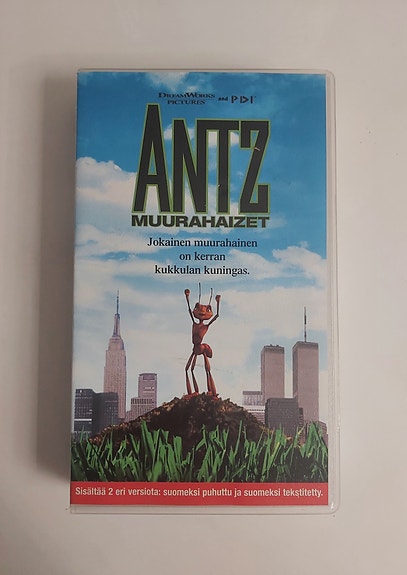 DREAMWORKS PICTURES and PDI
ANTZ
MUURAHAIZET
Jokainen muurahainen
on kerran
kukkulan kuningas.
Sisältää 2 eri versiota: suomeksi puhuttu ja suomeksi tekstitetty.